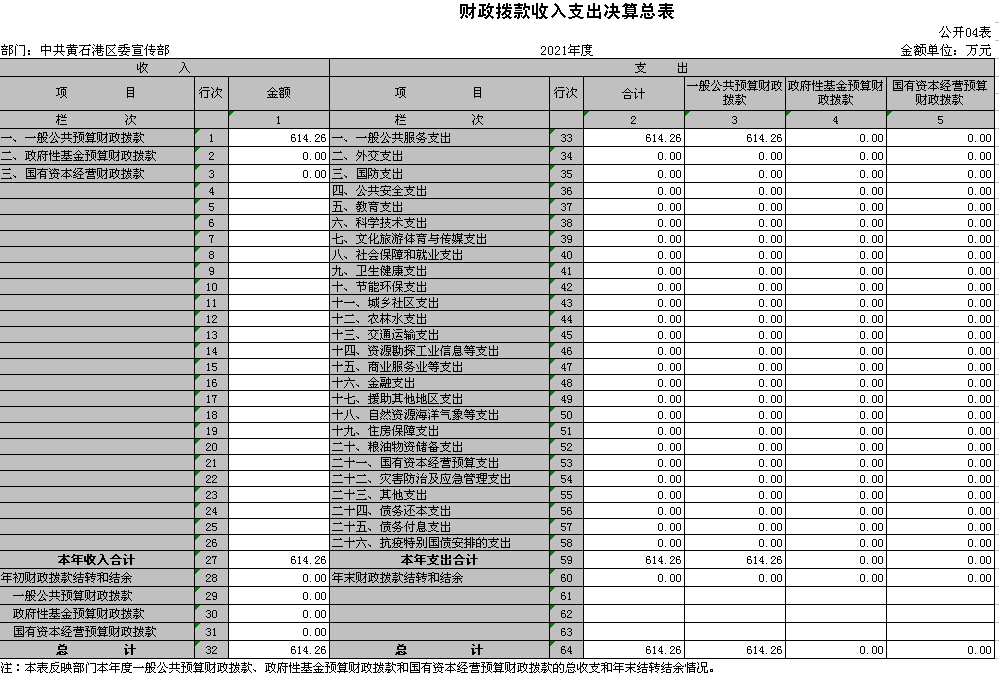 财政拨款收入支出决算总表
公开04表
部门：中共黄石港区委宣传部 2021年度 金额单位：万元
收 入 支 出
项 目 行次 金额 项 目 行次 合计 一般公共预算财政拨款 政府性基金预算财政拨款 国有资本经营预算财政拨款
栏 次 1 栏 次 2 3 4 5
一、一般公共预算财政拨款 1 614.26 一、一般公共服务支出 33 614.26 614.26 0.00 0.00
二、政府性基金预算财政拨款 2 0.00 二、外交支出 34 0.00 0.00 0.00 0.00
三、国有资本经营财政拨款 3 0.00 三、国防支出 35 0.00 0.00 0.00 0.00
4 四、公共安全支出 36 0.00 0.00 0.00 0.00
5 五、教育支出 37 0.00 0.00 0.00 0.00
6 六、科学技术支出 38 0.00 0.00 0.00 0.00
7 七、文化旅游体育与传媒支出 39 0.00 0.00 0.00 0.00
8 八、社会保障和就业支出 40 0.00 0.00 0.00 0.00
9 九、卫生健康支出 41 0.00 0.00 0.00 0.00
10 十、节能环保支出 42 0.00 0.00 0.00 0.00
11 十一、城乡社区支出 43 0.00 0.00 0.00 0.00
12 十二、农林水支出 44 0.00 0.00 0.00 0.00
13 十三、交通运输支出 45 0.00 0.00 0.00 0.00
14 十四、资源勘探工业信息等支出 46 0.00 0.00 0.00 0.00
15 十五、商业服务业等支出 47 0.00 0.00 0.00 0.00
16 十六、金融支出 48 0.00 0.00 0.00 0.00
17 十七、援助其他地区支出 49 0.00 0.00 0.00 0.00
18 十八、自然资源海洋气象等支出 50 0.00 0.00 0.00 0.00
19 十九、住房保障支出 51 0.00 0.00 0.00 0.00
20 二十、粮油物资储备支出 52 0.00 0.00 0.00 0.00
21 二十一、国有资本经营预算支出 53 0.00 0.00 0.00 0.00
22 二十二、灾害防治及应急管理支出 54 0.00 0.00 0.00 0.00
23 二十三、其他支出 55 0.00 0.00 0.00 0.00
24 二十四、债务还本支出 56 0.00 0.00 0.00 0.00
25 二十五、债务付息支出 57 0.00 0.00 0.00 0.00
26 二十六、抗疫特别国债安排的支出 58 0.00 0.00 0.00 0.00
本年收入合计 27 614.26 本年支出合计 59 614.26 614.26 0.00 0.00
年初财政拨款结转和结余 28 0.00 年末财政拨款结转和结余 60 0.00 0.00 0.00 0.00
一般公共预算财政拨款 29 0.00 61
政府性基金预算财政拨款 30 0.00 62
国有资本经营预算财政拨款 31 0.00 63
总 计 32 614.26 总 计 64 614.26 614.26 0.00 0.00
注：本表反映部门本年度一般公共预算财政拨款、政府性基金预算财政拨款和国有资本经营预算财政拨款的总收支和年末结转结余情况。